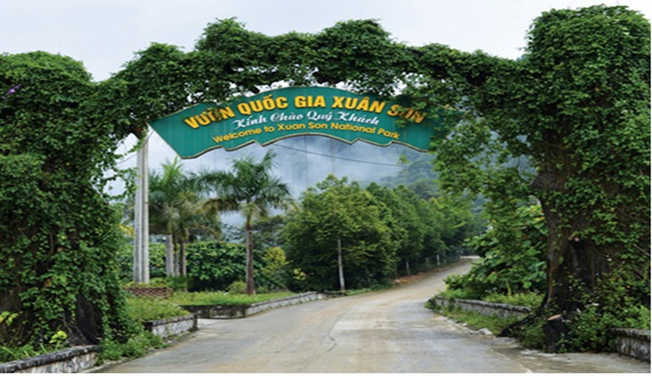 VƯỜN QUỐC GIA XUÂN SƠN
Kính Chào Quý Khách
Welcome to Xuan Son National Park